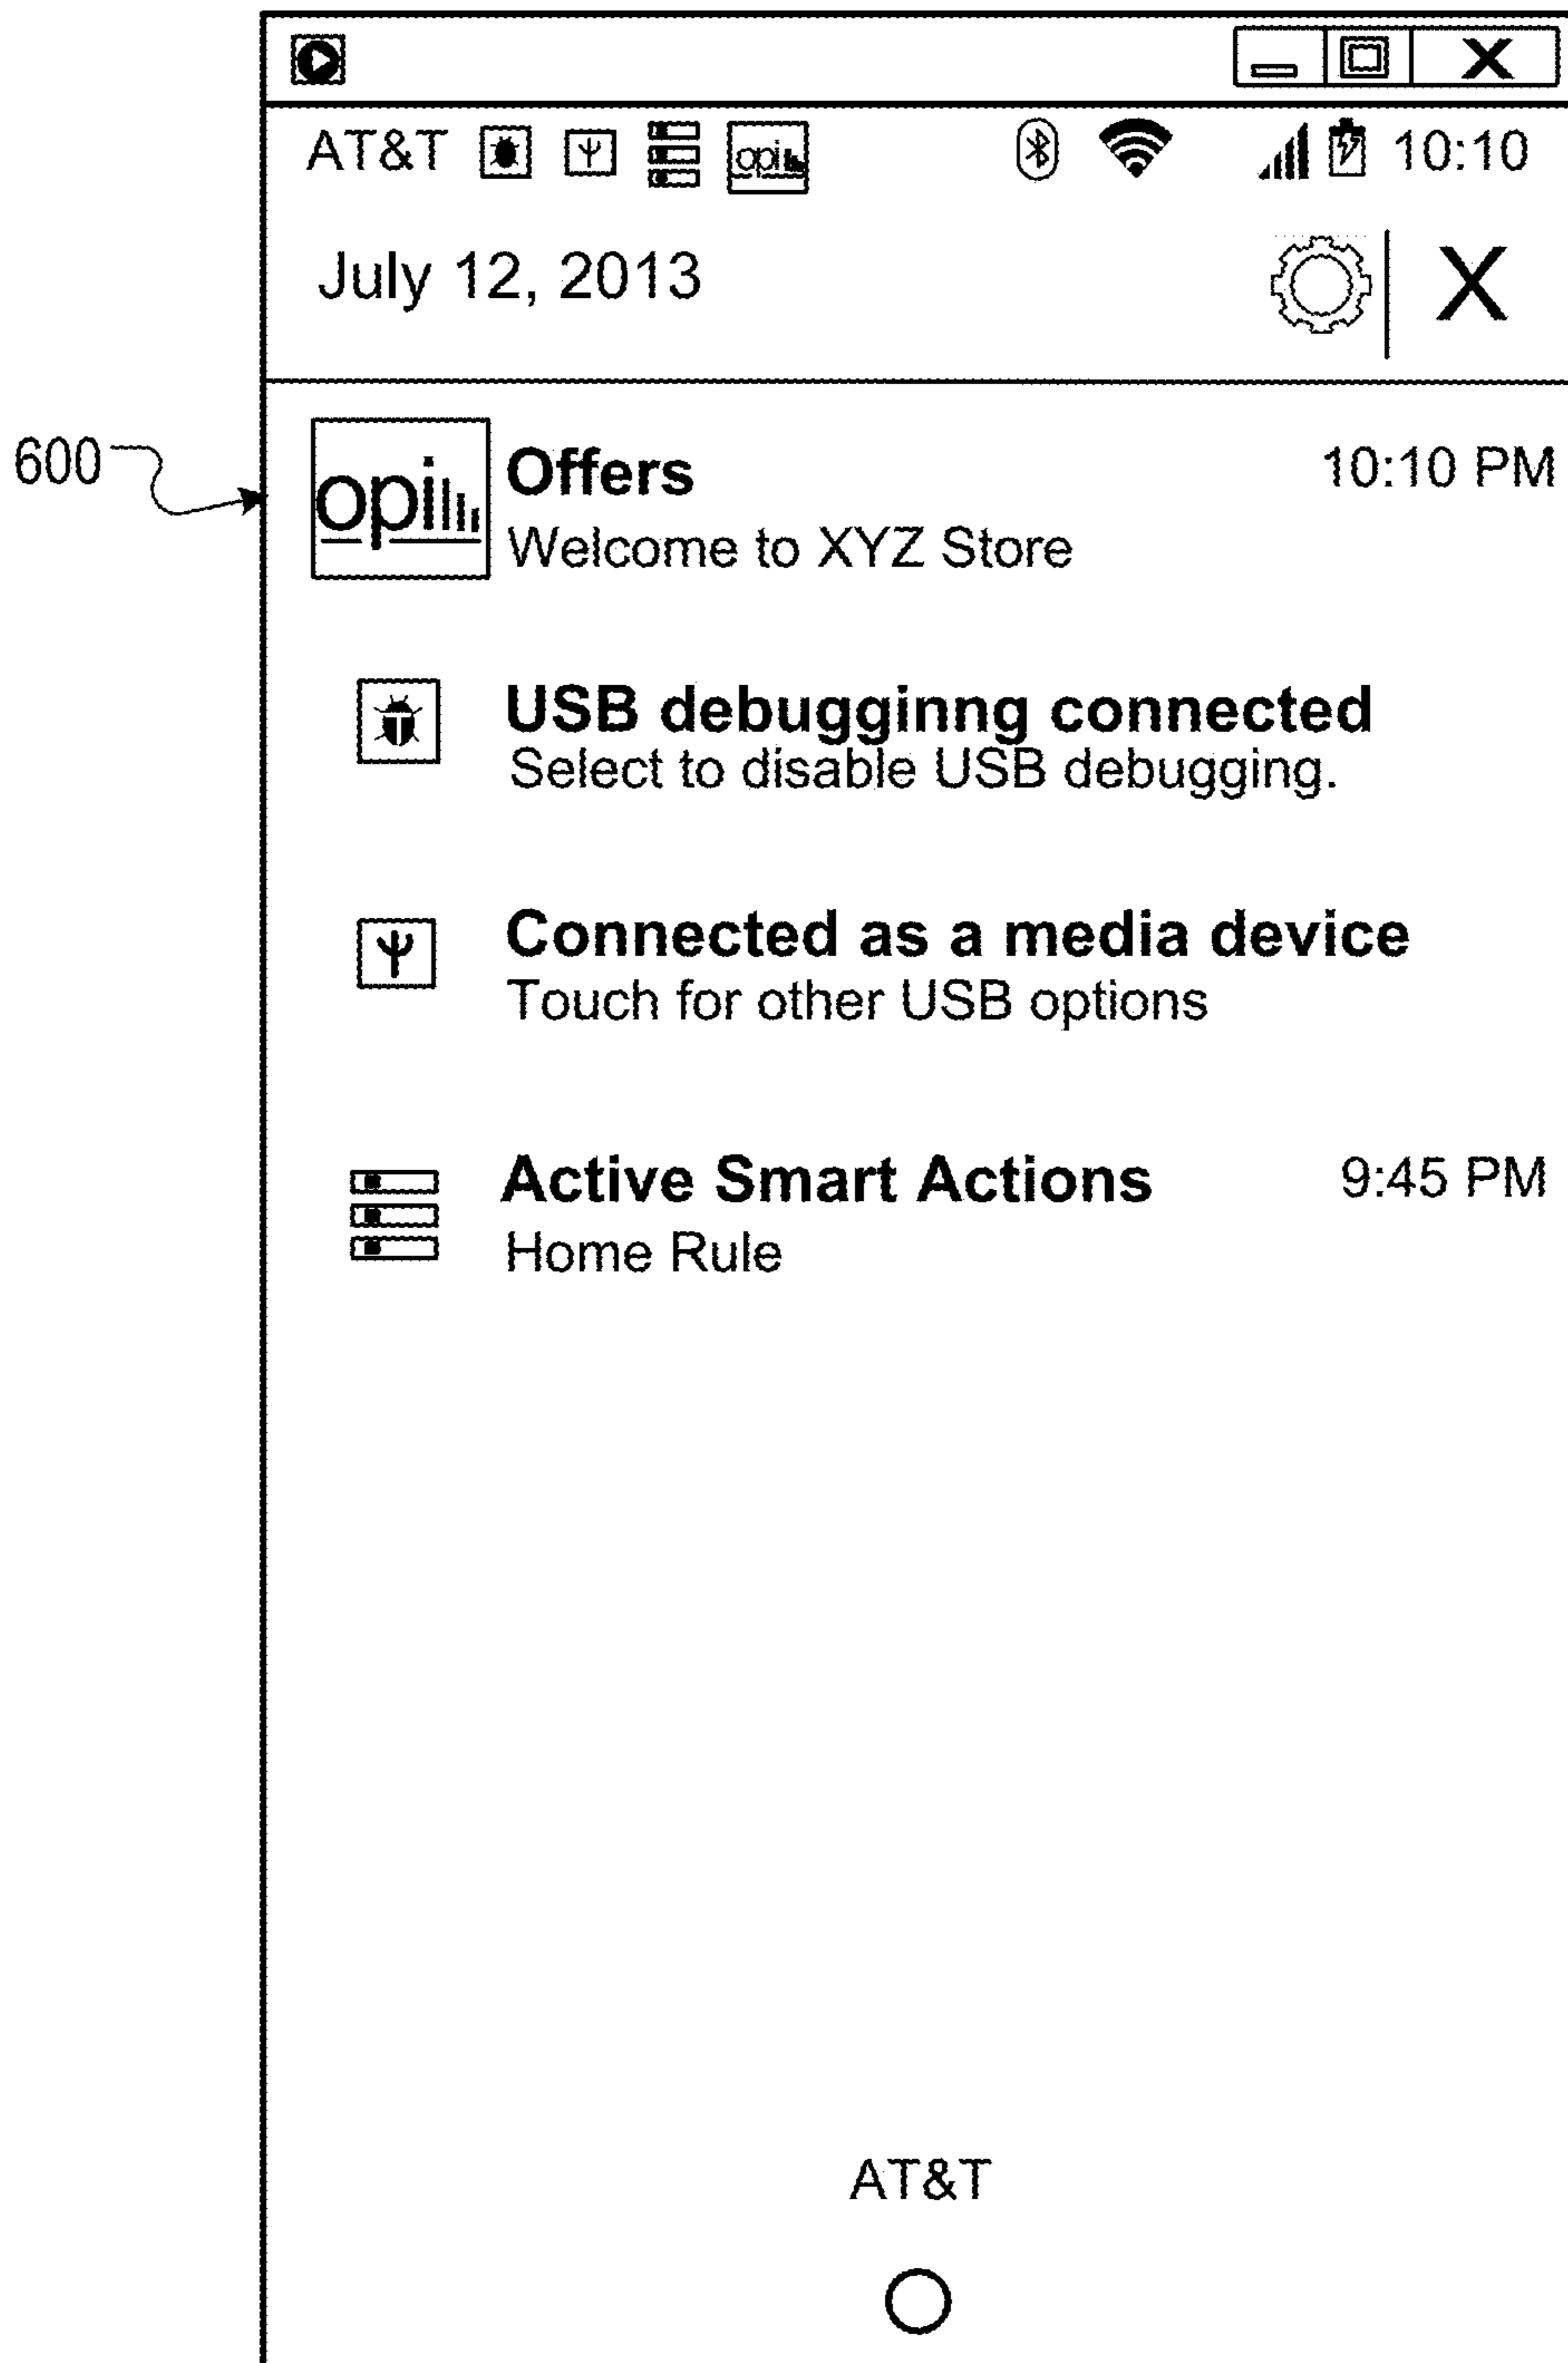 AT&T opi 10:10
July 12, 2013 X
600
opi Offers 10:10 PM
Welcome to XYZ Store
USB debugginng connected
Select to disable USB debugging.
Connected as a media device
Touch for other USB options
Active Smart Actions 9:45 PM
Home Rule
AT&T